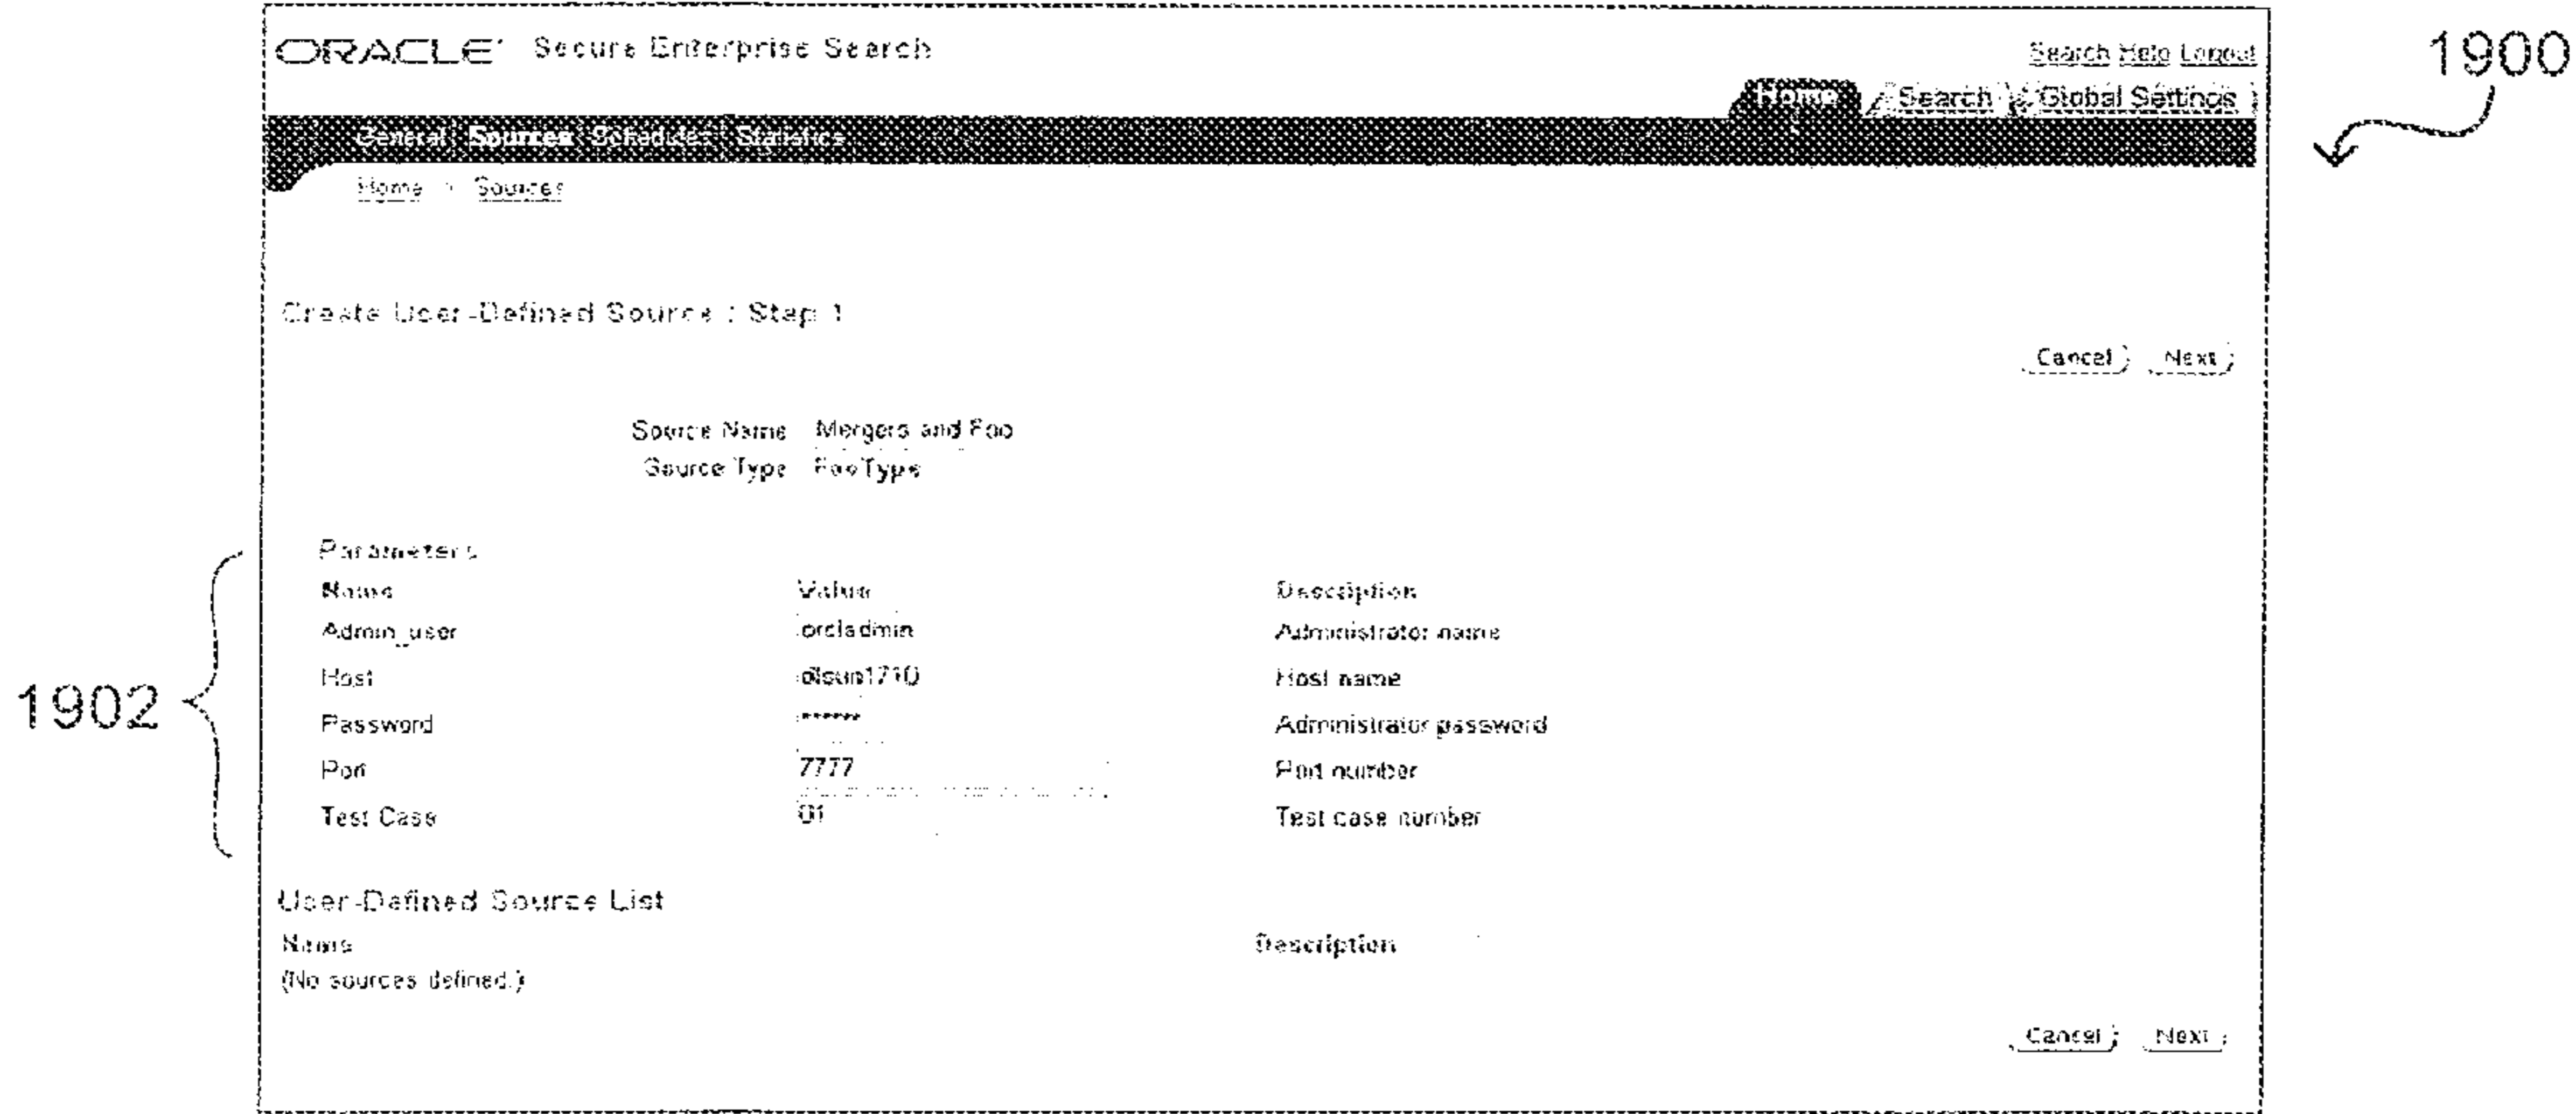 ORACLE Secure Enterprise Search
Search Help Logout
1900
Home Search Global Settings
General Sources Schedules Statistics
Home > Sources
Create User-Defined Source : Step 1
Cancel Next
Source Name Mergers and Foo
Source Type FooType
Parameters
Name Value Description
Admin_user orcladmin Administrator name
Host Host name
1902
Password ****** Administrator password
Port 7777 Port number
Test Case 01 Test case number
User-Defined Source List
Name Description
(No sources defined.)
Cancel Next